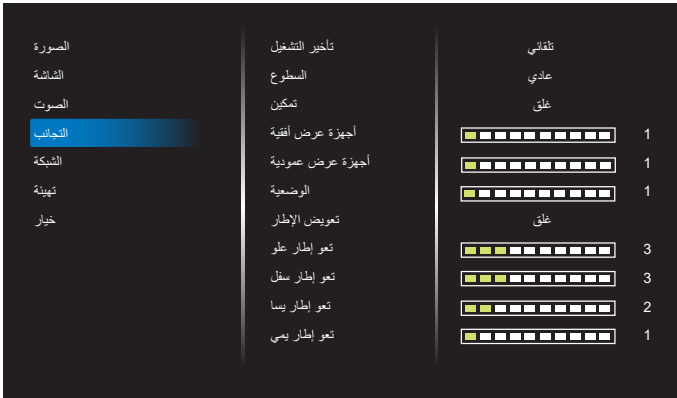 الصورة
الشاشة
الصوت
التجانب
الشبكة
تهيئة
خيار
تأخير التشغيل تلقائي
السطوع عادي
تمكين غلق
أجهزة عرض أفقية 1
أجهزة عرض عمودية 1
الوضعية 1
تعويض الإطار غلق
تعو إطار علو 3
تعو إطار سفل 3
تعو إطار يسا 2
تعو إطار يمي 1